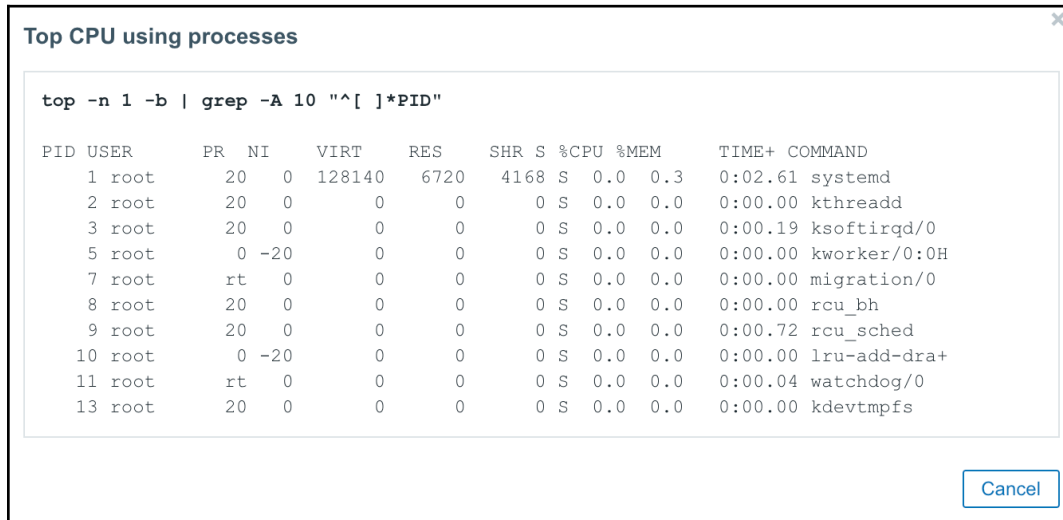 Top CPU using processes
top -n 1 -b | grep -A 10 "^[ ]*PID"
PID USER      PR  NI    VIRT    RES    SHR S %CPU %MEM     TIME+ COMMAND
    1 root      20   0  128140   6720   4168 S  0.0  0.3   0:02.61 systemd
    2 root      20   0       0      0      0 S  0.0  0.0   0:00.00 kthreadd
    3 root      20   0       0      0      0 S  0.0  0.0   0:00.19 ksoftirqd/0
    5 root       0 -20       0      0      0 S  0.0  0.0   0:00.00 kworker/0:0H
    7 root      rt   0       0      0      0 S  0.0  0.0   0:00.00 migration/0
    8 root      20   0       0      0      0 S  0.0  0.0   0:00.00 rcu_bh
    9 root      20   0       0      0      0 S  0.0  0.0   0:00.72 rcu_sched
   10 root       0 -20       0      0      0 S  0.0  0.0   0:00.00 lru-add-dra+
   11 root      rt   0       0      0      0 S  0.0  0.0   0:00.04 watchdog/0
   13 root      20   0       0      0      0 S  0.0  0.0   0:00.00 kdevtmpfs
Cancel